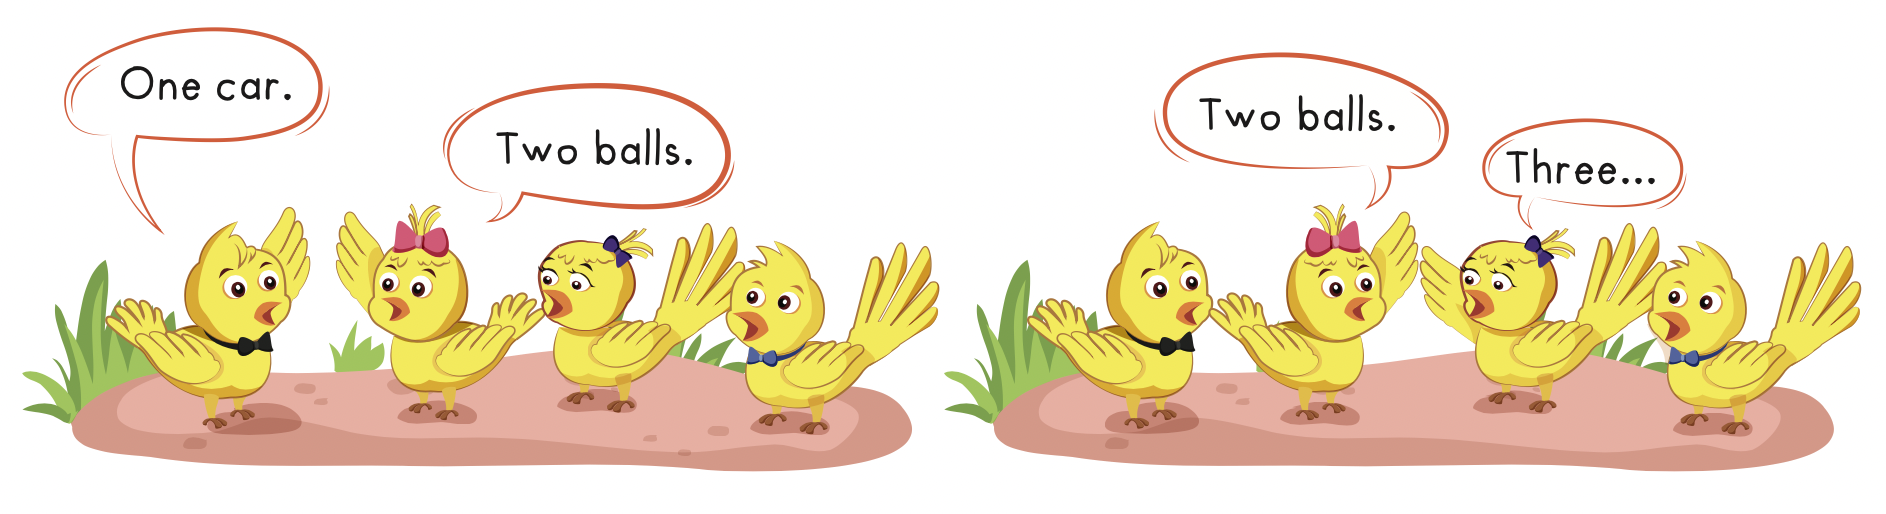 One car.
Two balls.
Two balls.
Three...